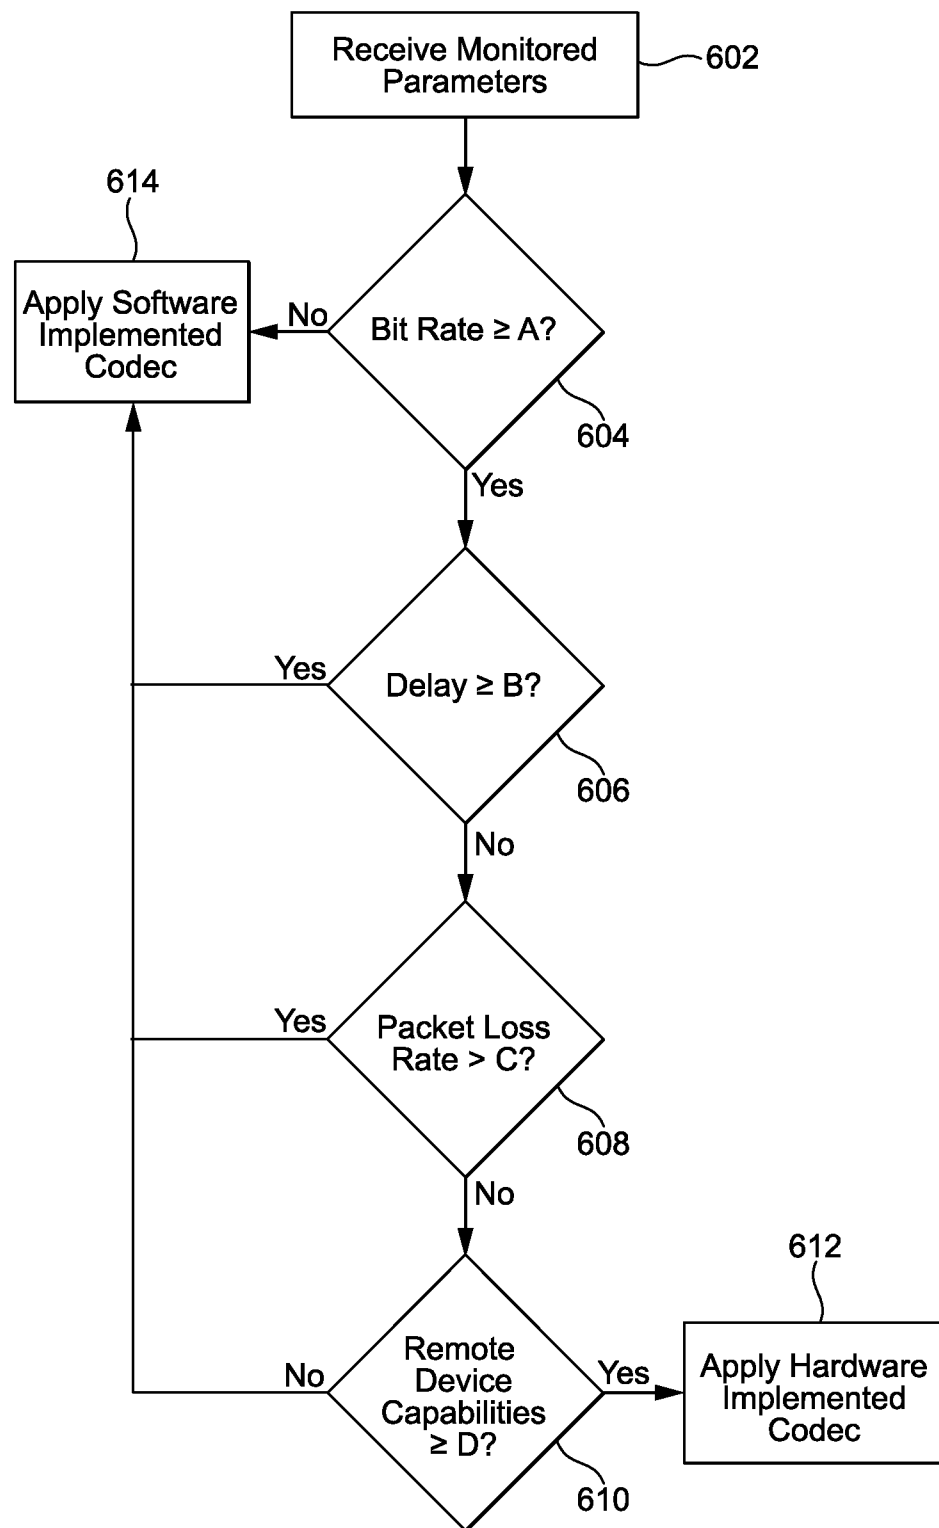 Receive Monitored
Parameters
602
614
Apply Software
Implemented
Codec
No
Bit Rate ≥ A?
604
Yes
Yes
Delay ≥ B?
606
No
Yes
Packet Loss
Rate > C?
608
No
612
No
Remote
Device
Capabilities
≥ D?
Yes
Apply Hardware
Implemented
Codec
610